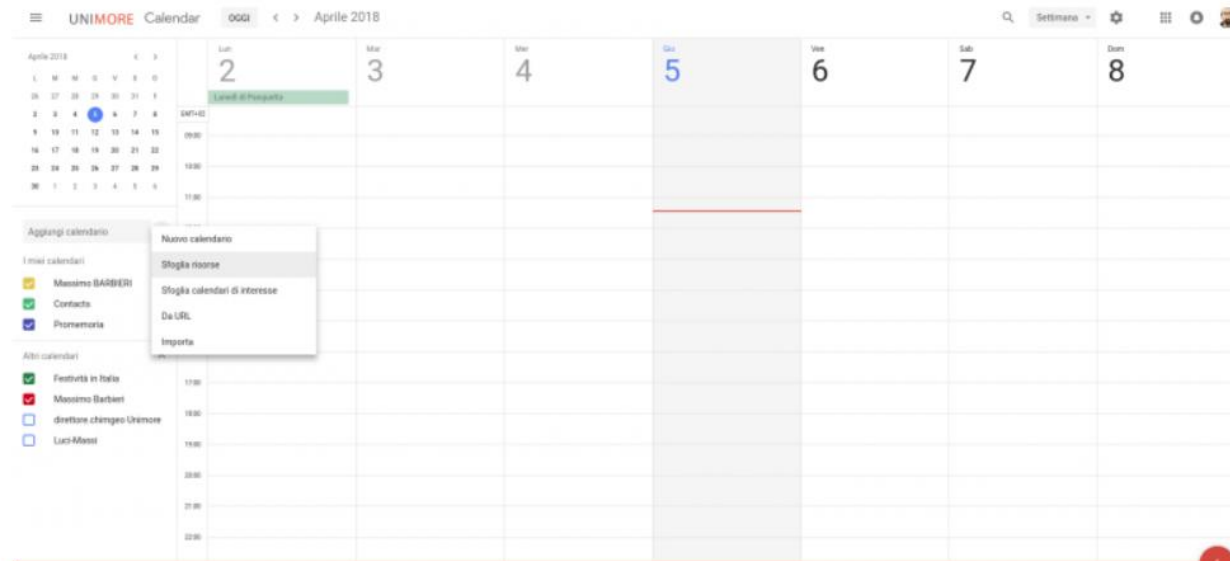 UNIMORE Calendar OGGI < > Aprile 2018 Settimana
Aprile 2018 < >
L M M G V S D
26 27 28 29 30 31 1
2 3 4 5 6 7 8
9 10 11 12 13 14 15
16 17 18 19 20 21 22
23 24 25 26 27 28 29
30 1 2 3 4 5 6
Lun Mar Mer Gio Ven Sab Dom
2 3 4 5 6 7 8
Lunedì di Pasquetta
GMT+02
09:00
10:00
11:00
Aggiungi calendario
Nuovo calendario
Sfoglia risorse
Sfoglia calendari di interesse
Da URL
Importa
I miei calendari
Massimo BARBIERI
Contacts
Promemoria
Altri calendari
Festività in Italia
Massimo Barbieri
direttore chimgeo Unimore
Luci-Massi
17:00
18:00
19:00
20:00
21:00
22:00